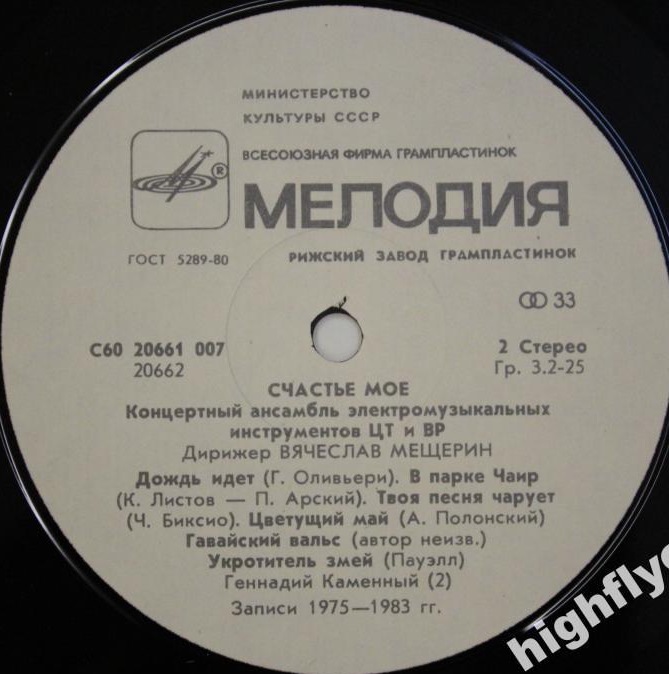 МИНИСТЕРСТВО
КУЛЬТУРЫ СССР
ВСЕСОЮЗНАЯ ФИРМА ГРАМПЛАСТИНОК
®
МЕЛОДИЯ
ГОСТ 5289-80
РИЖСКИЙ ЗАВОД ГРАМПЛАСТИНОК
33
С60 20661 007
20662
2 Стерео
Гр. 3.2-25
СЧАСТЬЕ МОЕ
Концертный ансамбль электромузыкальных
инструментов ЦТ и ВР
Дирижер ВЯЧЕСЛАВ МЕЩЕРИН
Дождь идет (Г. Оливьери). В парке Чаир
(К. Листов — П. Арский). Твоя песня чарует
(Ч. Биксио). Цветущий май (А. Полонский)
Гавайский вальс (автор неизв.)
Укротитель змей (Пауэлл)
Геннадий Каменный (2)
Записи 1975—1983 гг.